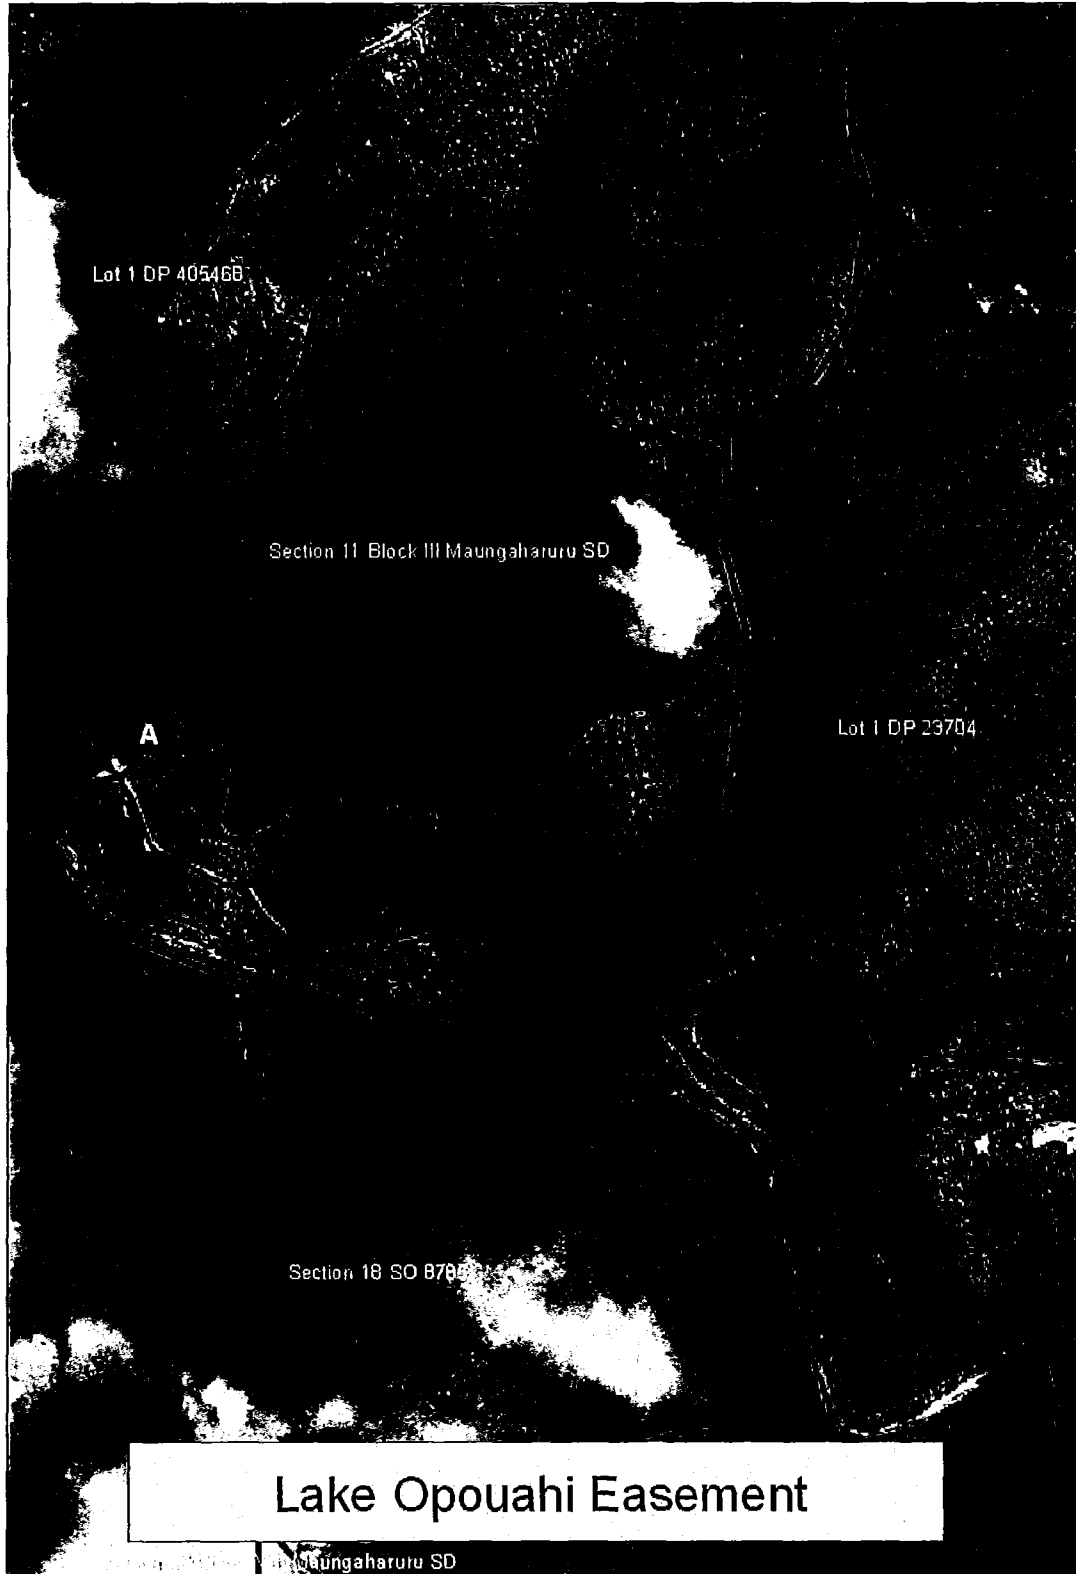 Lot 1 DP 405468
Section 11 Block III Maungaharuru SD
A
Lot 1 DP 23704
Section 18 SO
Lake Opouahi Easement
Maungaharuru SD